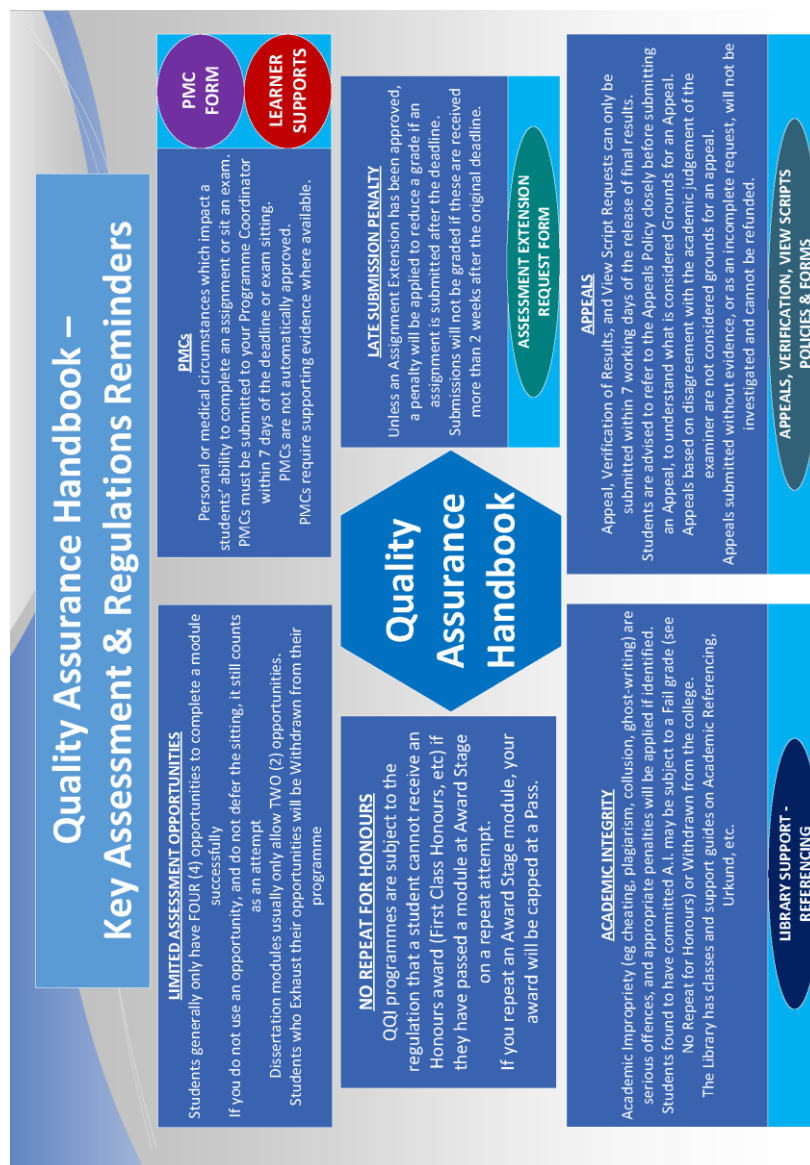 Quality Assurance Handbook –
Key Assessment & Regulations Reminders
LIMITED ASSESSMENT OPPORTUNITIES
Students generally only have FOUR (4) opportunities to complete a module
successfully
If you do not use an opportunity, and do not defer the sitting, it still counts
as an attempt
Dissertation modules usually only allow TWO (2) opportunities.
Students who Exhaust their opportunities will be Withdrawn from their
programme
PMCs
Personal or medical circumstances which impact a
students’ ability to complete an assignment or sit an exam.
PMCs must be submitted to your Programme Coordinator
within 7 days of the deadline or exam sitting.
PMCs are not automatically approved.
PMCs require supporting evidence where available.
PMC
FORM
LEARNER
SUPPORTS
NO REPEAT FOR HONOURS
QQI programmes are subject to the
regulation that a student cannot receive an
Honours award (First Class Honours, etc) if
they have passed a module at Award Stage
on a repeat attempt.
If you repeat an Award Stage module, your
award will be capped at a Pass.
Quality
Assurance
Handbook
LATE SUBMISSION PENALTY
Unless an Assignment Extension has been approved,
a penalty will be applied to reduce a grade if an
assignment is submitted after the deadline.
Submissions will not be graded if these are received
more than 2 weeks after the original deadline.
ASSESSMENT EXTENSION
REQUEST FORM
ACADEMIC INTEGRITY
Academic Impropriety (eg cheating, plagiarism, collusion, ghost-writing) are
serious offences, and appropriate penalties will be applied if identified.
Students found to have committed A.I. may be subject to a Fail grade (see
No Repeat for Honours) or Withdrawn from the college.
The Library has classes and support guides on Academic Referencing,
Urkund, etc.
LIBRARY SUPPORT -
REFERENCING
APPEALS
Appeal, Verification of Results, and View Script Requests can only be
submitted within 7 working days of the release of final results.
Students are advised to refer to the Appeals Policy closely before submitting
an Appeal, to understand what is considered Grounds for an Appeal.
Appeals based on disagreement with the academic judgement of the
examiner are not considered grounds for an appeal.
Appeals submitted without evidence, or as an incomplete request, will not be
investigated and cannot be refunded.
APPEALS, VERIFICATION, VIEW SCRIPTS
POLICIES & FORMS